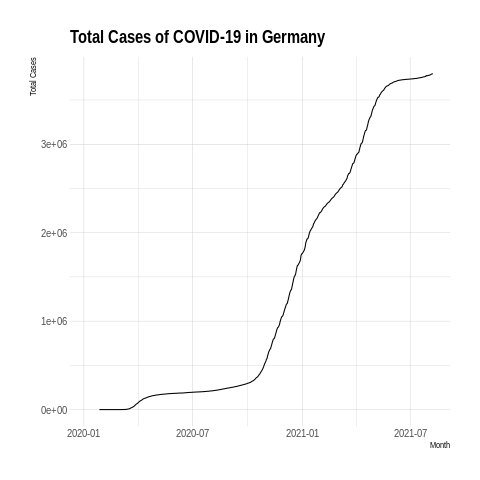 Total Cases of COVID-19 in Germany
Total Cases
3e+06
2e+06
1e+06
0e+00
2020-01 2020-07 2021-01 2021-07
Month